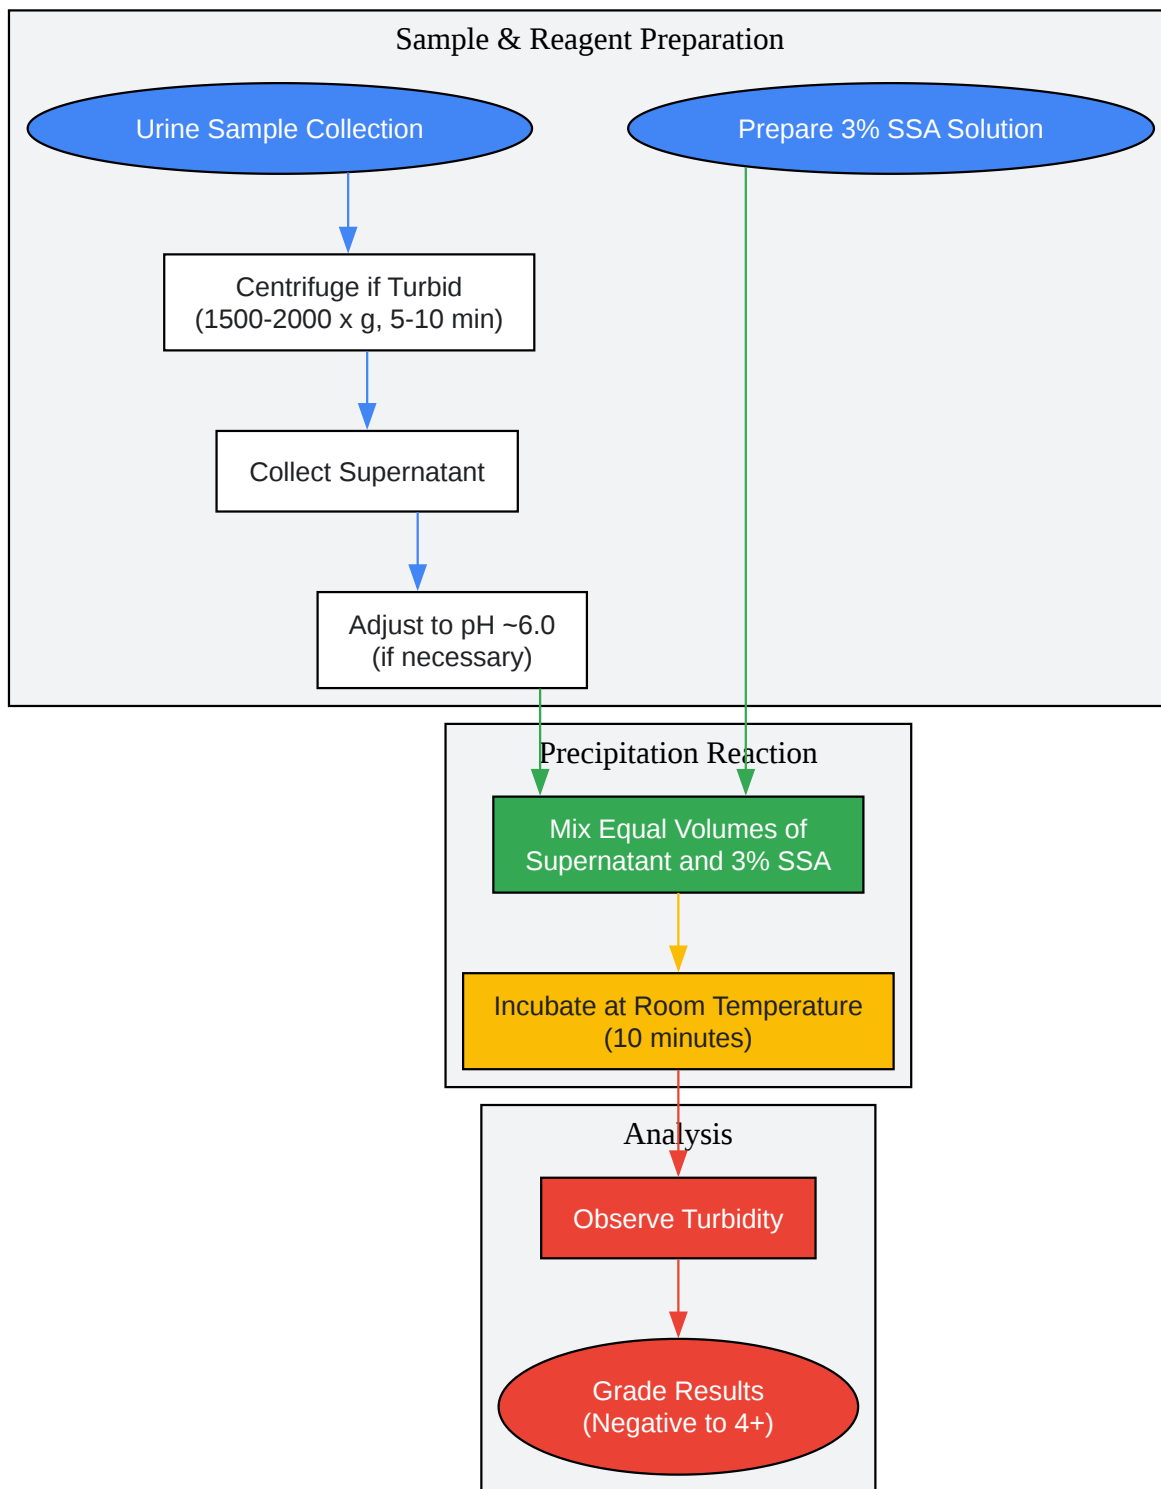 Sample & Reagent Preparation
Urine Sample Collection
Prepare 3% SSA Solution
Centrifuge if Turbid
(1500-2000 x g, 5-10 min)
Collect Supernatant
Adjust to pH ~6.0
(if necessary)
Precipitation Reaction
Mix Equal Volumes of
Supernatant and 3% SSA
Incubate at Room Temperature
(10 minutes)
Analysis
Observe Turbidity
Grade Results
(Negative to 4+)